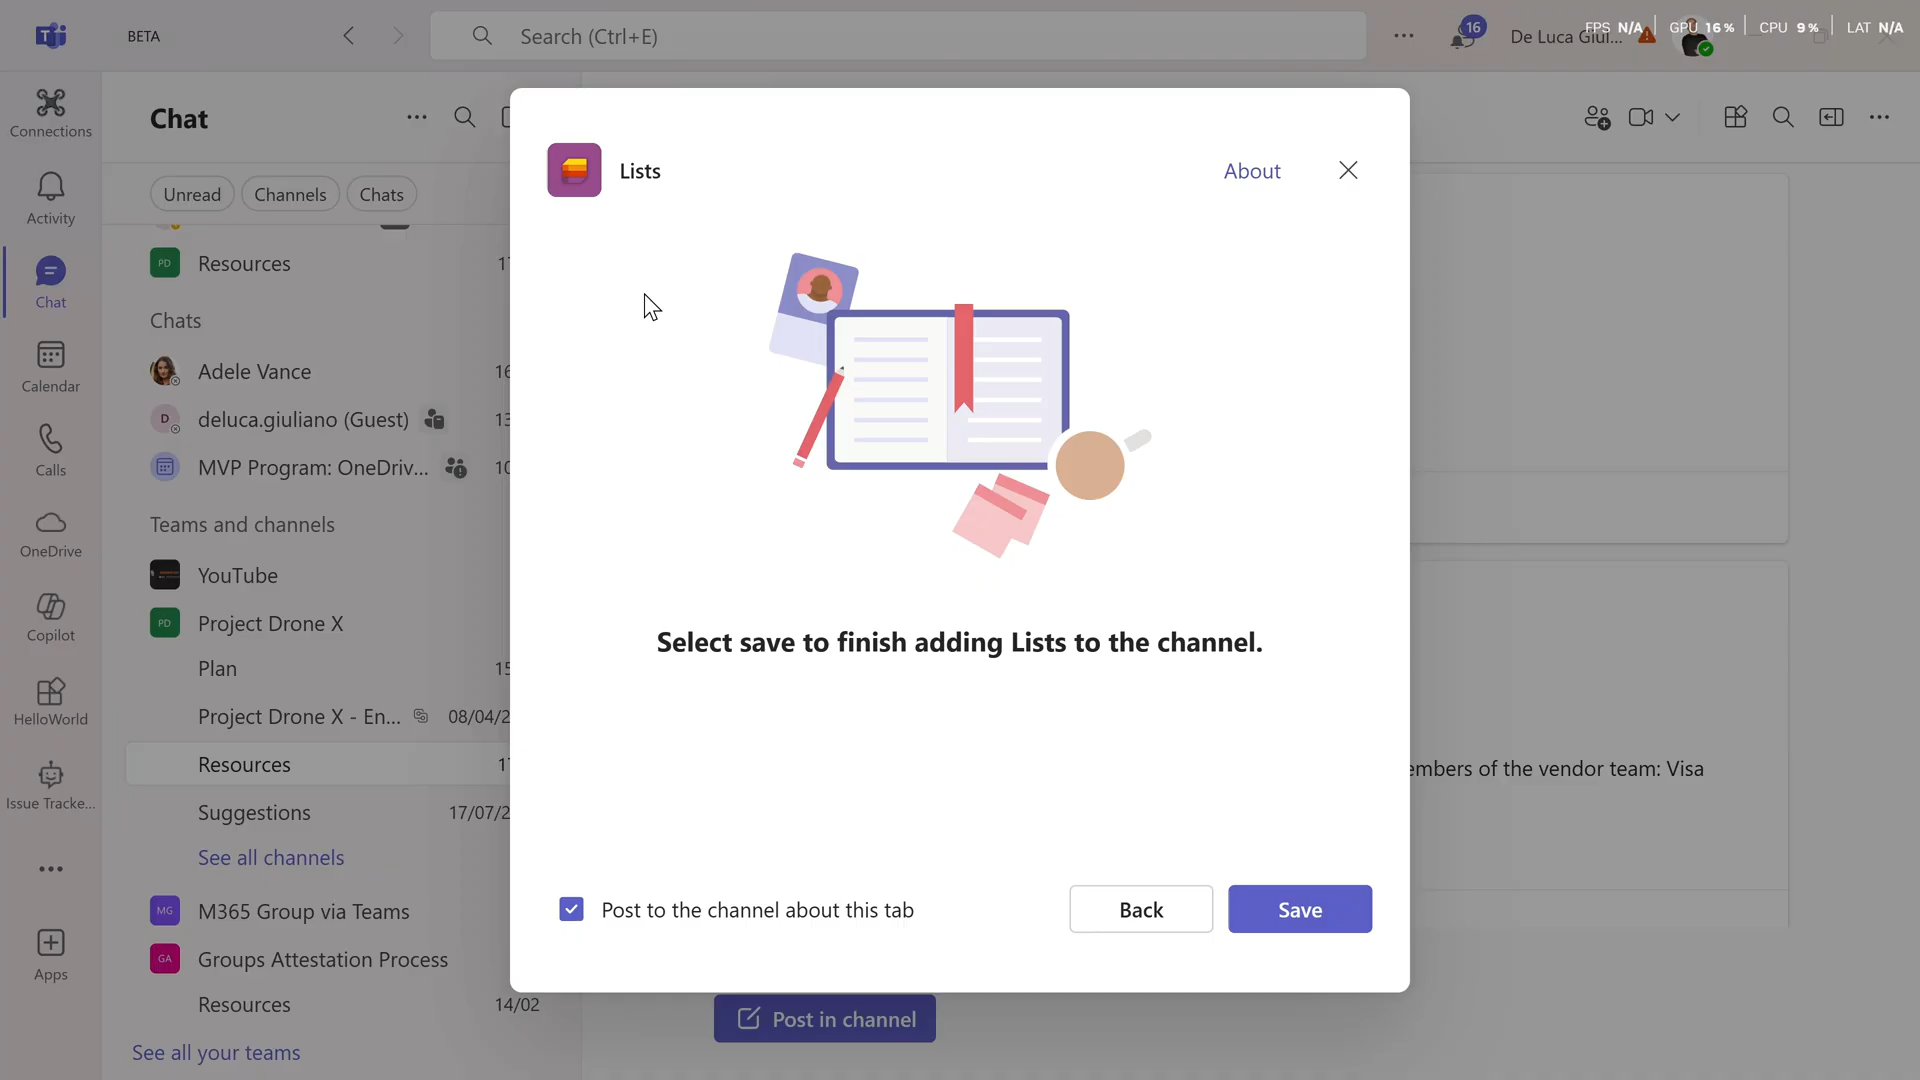 BETA
Search (Ctrl+E)
16
De Luca Giul...
FPS N/A GPU 16% CPU 9% LAT N/A
Connections
Activity
Chat
Calendar
Calls
OneDrive
Copilot
HelloWorld
Issue Tracke...
Apps
Chat
Unread
Channels
Chats
PD Resources
Chats
Adele Vance
D deluca.giuliano (Guest)
MVP Program: OneDriv...
Teams and channels
YouTube
PD Project Drone X
Plan
Project Drone X - En... 08/04/2
Resources
Suggestions 17/07/2
See all channels
MG M365 Group via Teams
GA Groups Attestation Process
Resources 14/02
See all your teams
Lists
About
Select save to finish adding Lists to the channel.
Post to the channel about this tab
Back
Save
of the vendor team: Visa
Post in channel